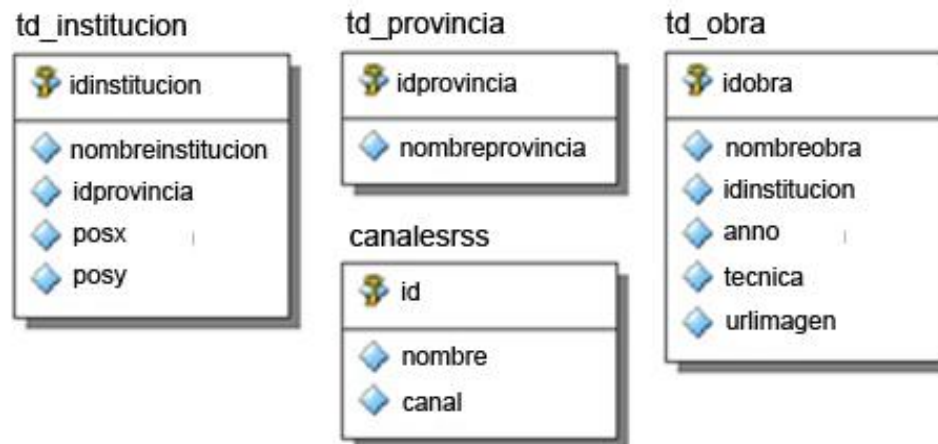 td_institucion
idinstitucion
nombreinstitucion
idprovincia
posx
posy
td_provincia
idprovincia
nombreprovincia
canalesrss
id
nombre
canal
td_obra
idobra
nombreobra
idinstitucion
anno
tecnica
urlimagen